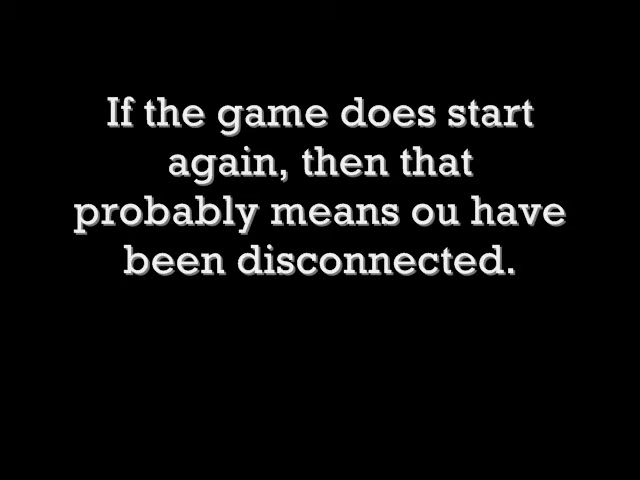 If the game does start
again, then that
probably means ou have
been disconnected.